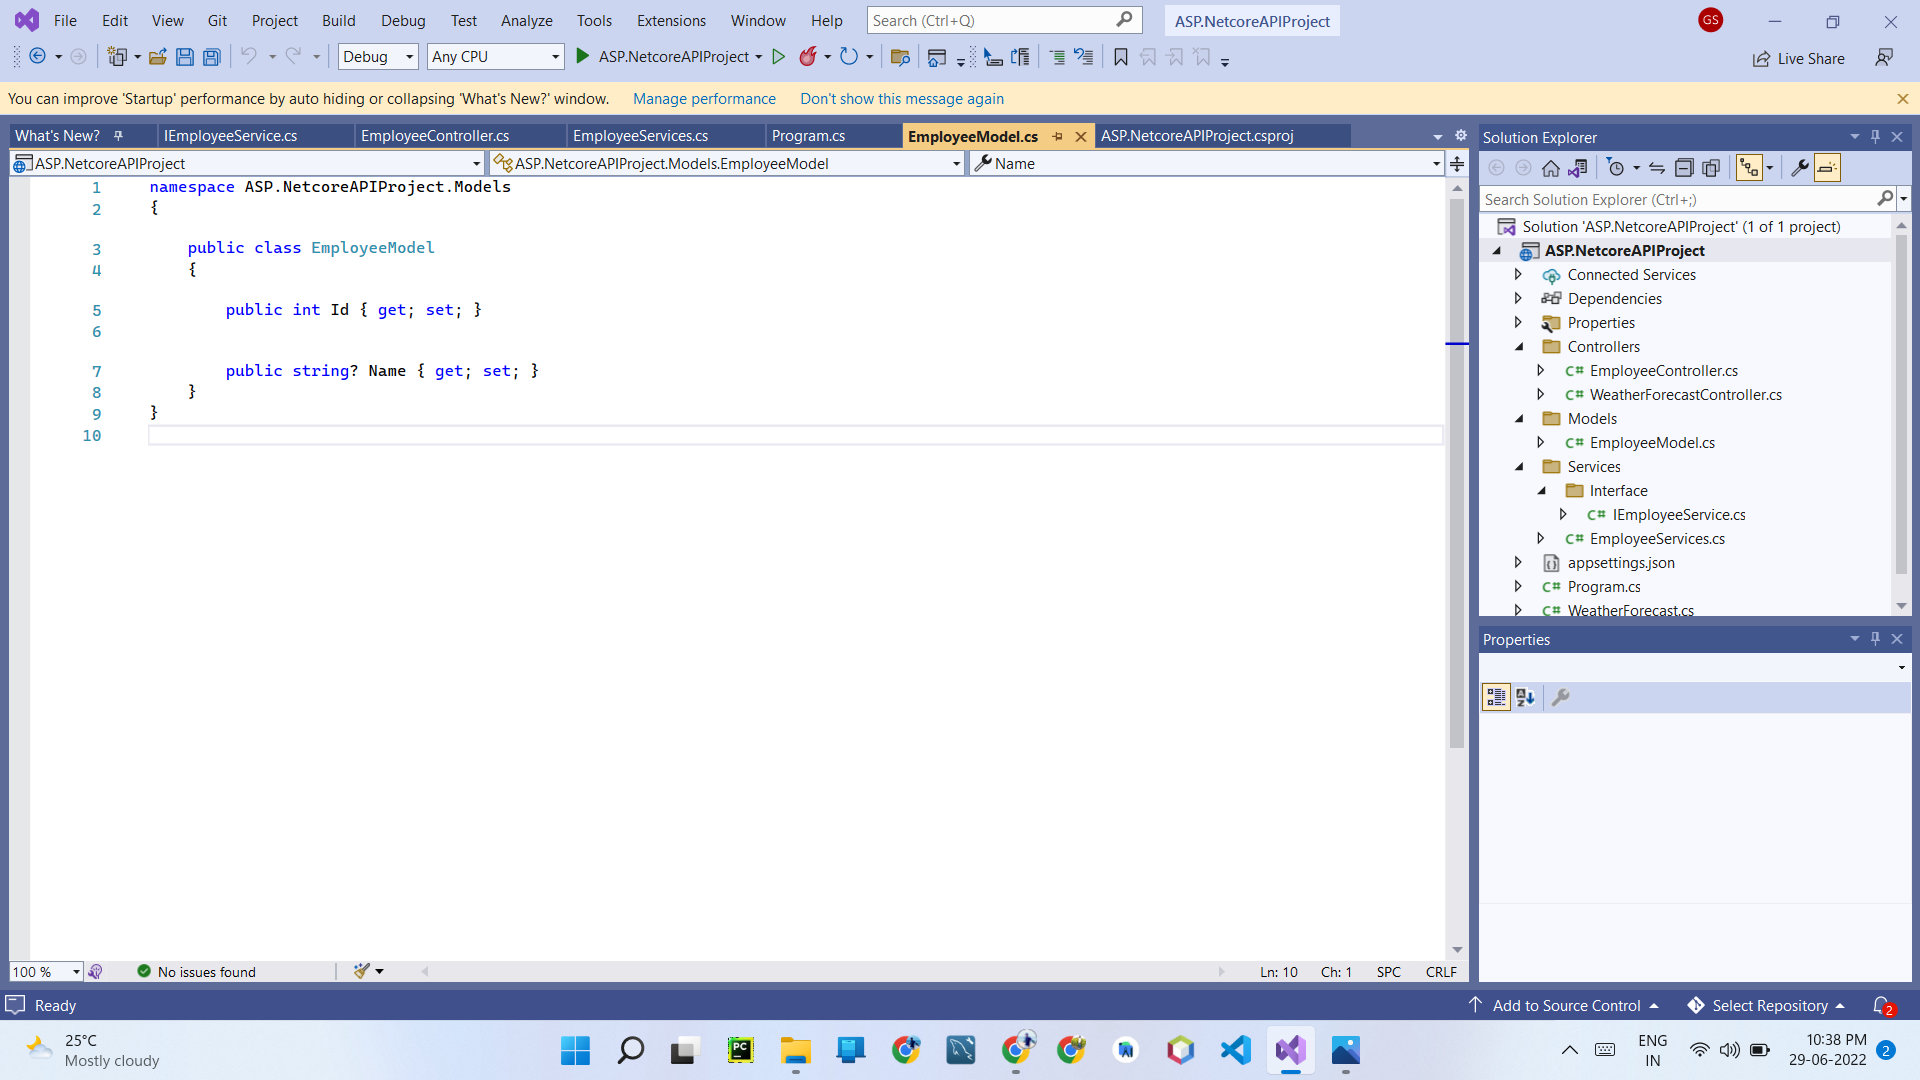 File Edit View Git Project Build Debug Test Analyze Tools Extensions Window Help Search (Ctrl+Q) ASP.NetcoreAPIProject GS
Debug Any CPU ASP.NetcoreAPIProject Live Share
You can improve 'Startup' performance by auto hiding or collapsing 'What's New?' window. Manage performance Don't show this message again
What's New? IEmployeeService.cs EmployeeController.cs EmployeeServices.cs Program.cs EmployeeModel.cs ASP.NetcoreAPIProject.csproj
ASP.NetcoreAPIProject ASP.NetcoreAPIProject.Models.EmployeeModel Name
1 namespace ASP.NetcoreAPIProject.Models
2 {
3 public class EmployeeModel
4 {
5 public int Id { get; set; }
6
7 public string? Name { get; set; }
8 }
9 }
10
100 % No issues found Ln: 10 Ch: 1 SPC CRLF
Solution Explorer
Search Solution Explorer (Ctrl+;)
Solution 'ASP.NetcoreAPIProject' (1 of 1 project)
ASP.NetcoreAPIProject
Connected Services
Dependencies
Properties
Controllers
C# EmployeeController.cs
C# WeatherForecastController.cs
Models
C# EmployeeModel.cs
Services
Interface
C# IEmployeeService.cs
C# EmployeeServices.cs
appsettings.json
C# Program.cs
C# WeatherForecast.cs
Properties
Ready Add to Source Control Select Repository 2
25°C
Mostly cloudy
PC
ENG
IN
10:38 PM
29-06-2022
2